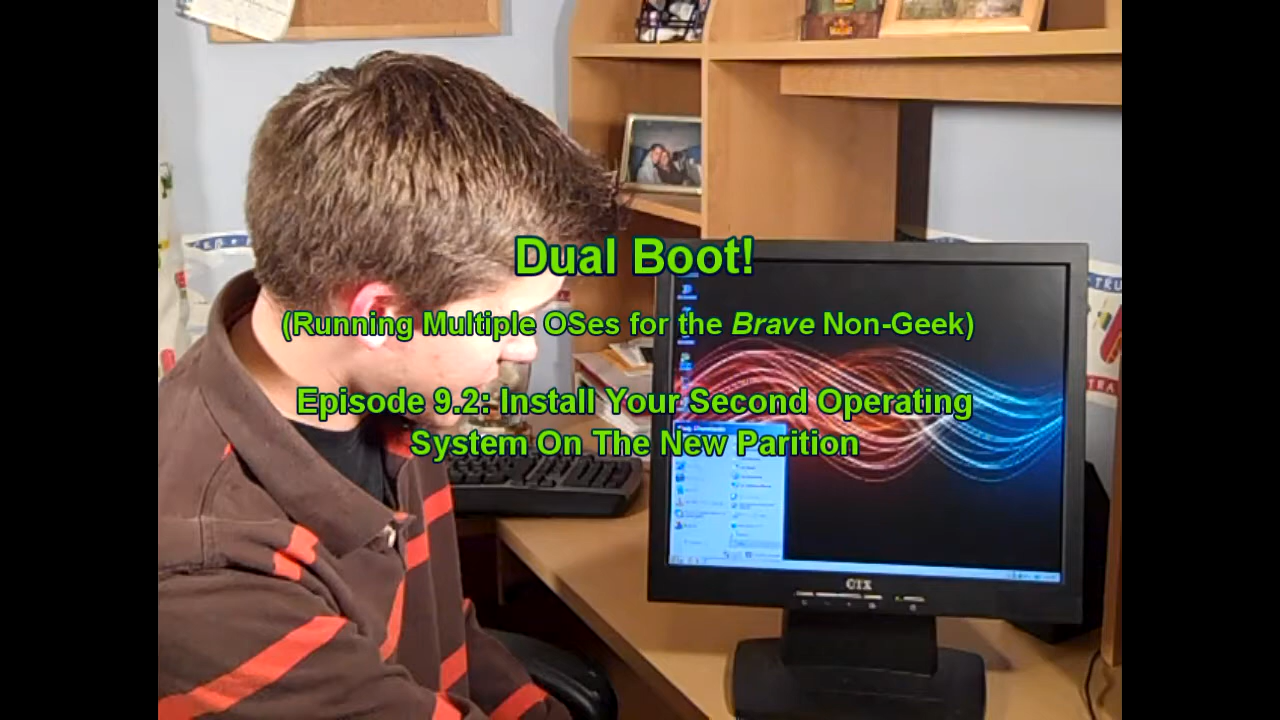 Dual Boot!
(Running Multiple OSes for the Brave Non-Geek)
Episode 9.2: Install Your Second Operating
System On The New Parition
CTX